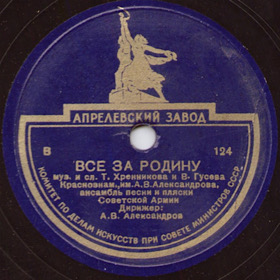 АПРЕЛЕВСКИЙ ЗАВОД
В 124
ВСЕ ЗА РОДИНУ
муз. и сл. Т. Хренникова и В. Гусева
Краснознам. им. А. В. Александрова.
ансамбль песни и пляски
Советской Армии
Дирижер:
А. В. Александров
КОМИТЕТ ПО ДЕЛАМ ИСКУССТВ ПРИ СОВЕТЕ МИНИСТРОВ СССР